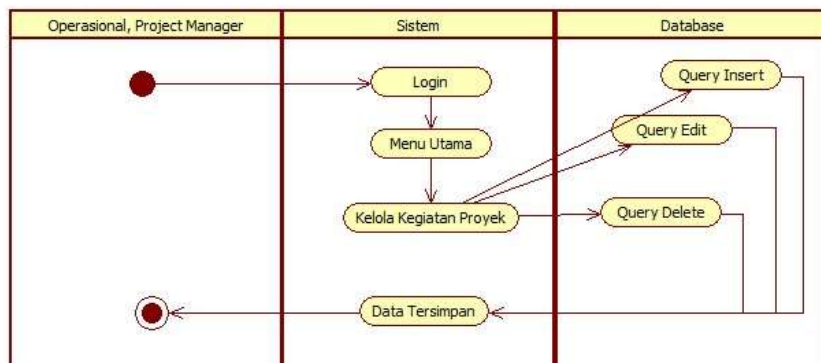 Operasional, Project Manager
Sistem
Database
Login
Query Insert
Menu Utama
Query Edit
Kelola Kegiatan Proyek
Query Delete
Data Tersimpan